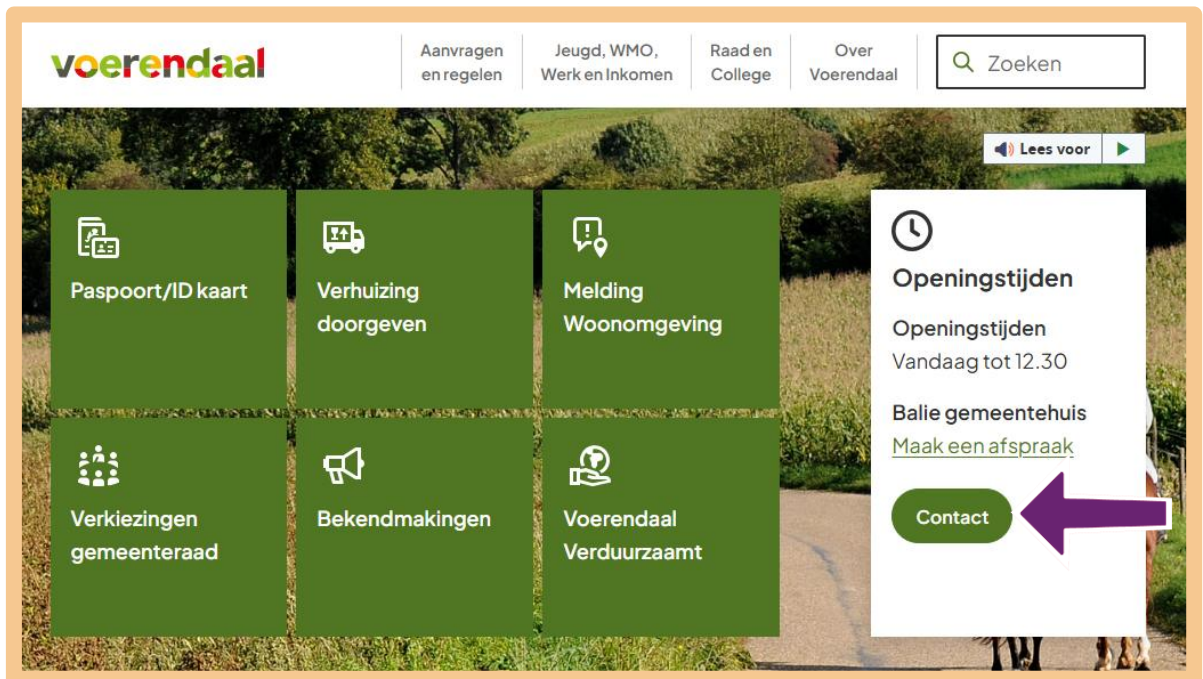 voerendaal
Aanvragen
en regelen
Jeugd, WMO,
Werk en Inkomen
Raad en
College
Over
Voerendaal
Zoeken
Lees voor
Paspoort/ID kaart
Verhuizing
doorgeven
Melding
Woonomgeving
Verkiezingen
gemeenteraad
Bekendmakingen
Voerendaal
Verduurzaamt
Openingstijden
Openingstijden
Vandaag tot 12.30
Balie gemeentehuis
Maak een afspraak
Contact